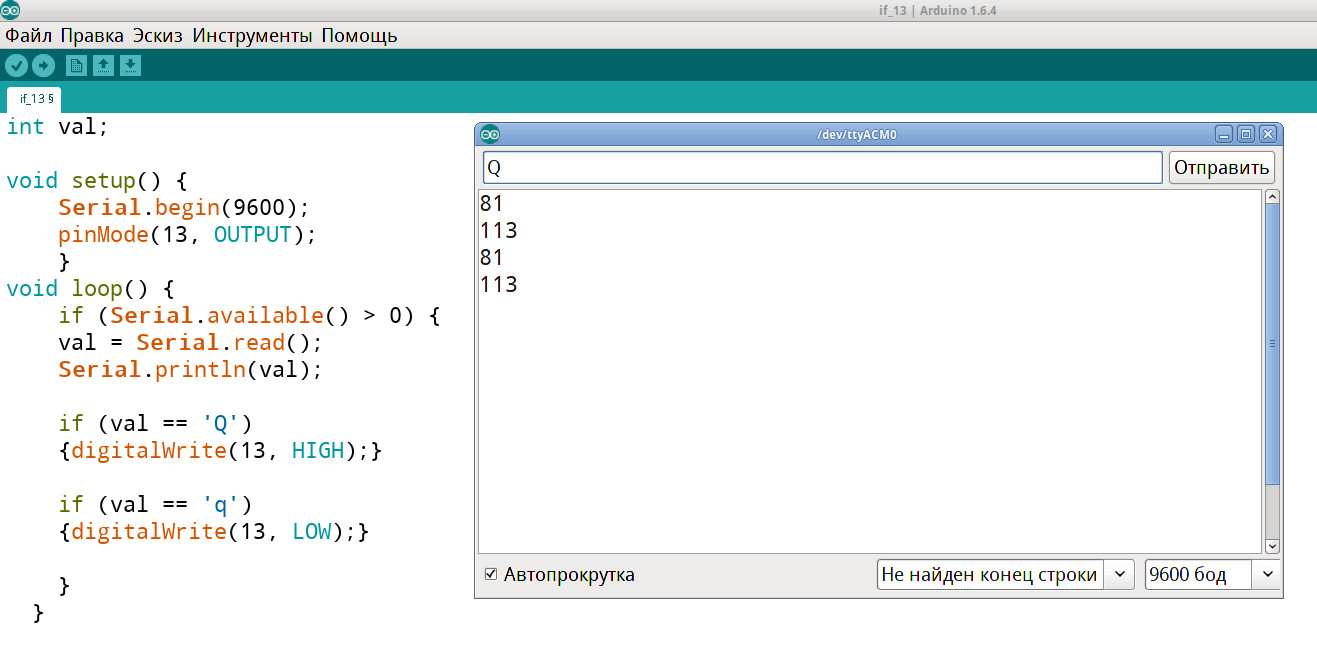 if_13 | Arduino 1.6.4
Файл Правка Эскиз Инструменты Помощь
if_13 §
int val;
void setup() {
Serial.begin(9600);
pinMode(13, OUTPUT);
}
void loop() {
if (Serial.available() > 0) {
val = Serial.read();
Serial.println(val);
if (val == 'Q')
{digitalWrite(13, HIGH);}
if (val == 'q')
{digitalWrite(13, LOW);}
}
}
/dev/ttyACM0
Q
Отправить
81
113
81
113
Автопрокрутка
Не найден конец строки
9600 бод